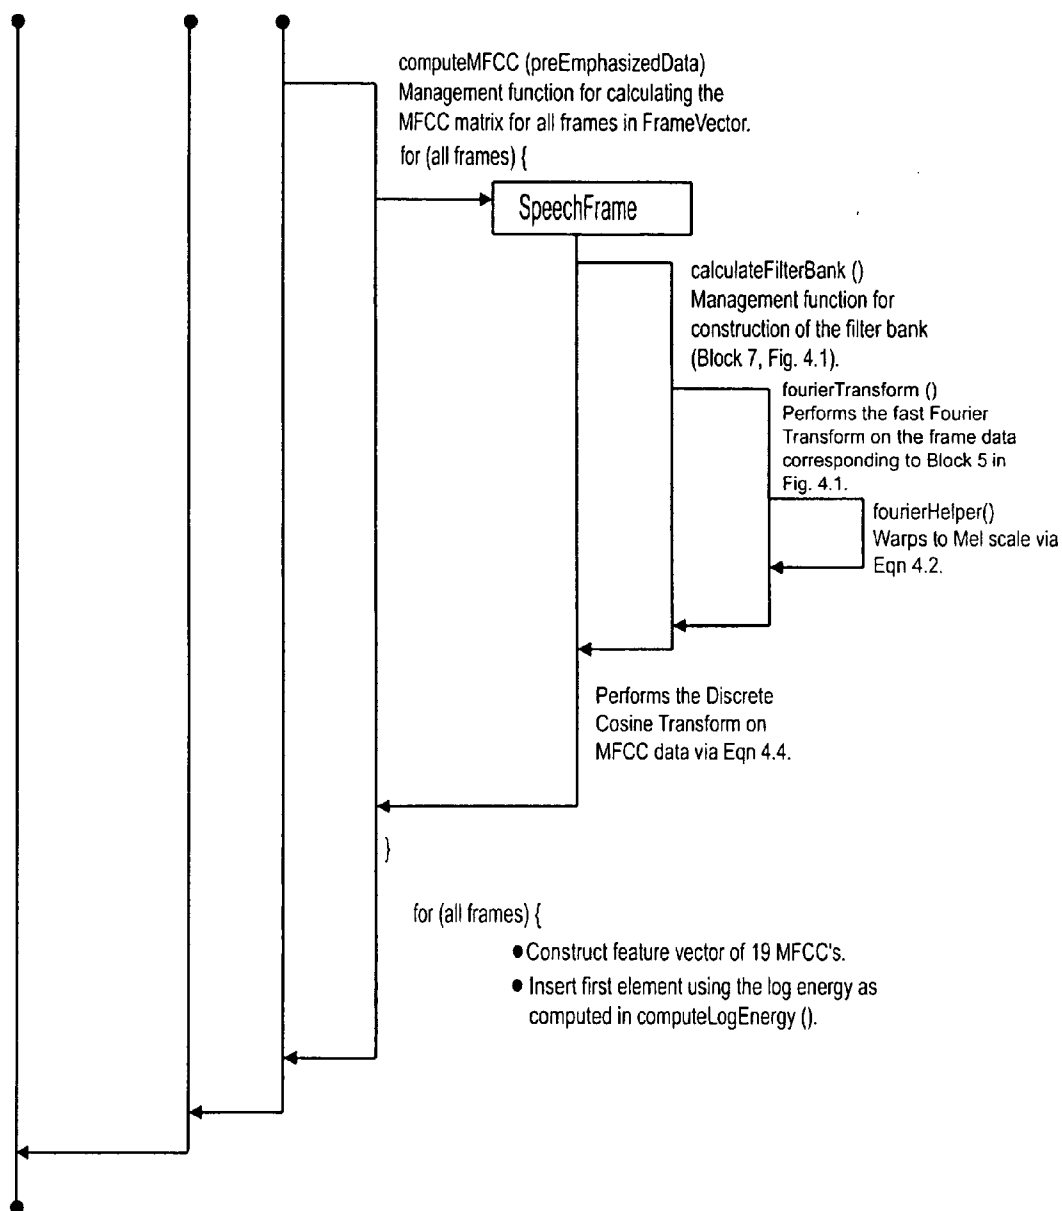 computeMFCC (preEmphasizedData)
Management function for calculating the
MFCC matrix for all frames in FrameVector.
for (all frames) {
SpeechFrame
calculateFilterBank ()
Management function for
construction of the filter bank
(Block 7, Fig. 4.1).
fourierTransform ()
Performs the fast Fourier
Transform on the frame data
corresponding to Block 5 in
Fig. 4.1.
fourierHelper()
Warps to Mel scale via
Eqn 4.2.
Performs the Discrete
Cosine Transform on
MFCC data via Eqn 4.4.
}
for (all frames) {
● Construct feature vector of 19 MFCC's.
● Insert first element using the log energy as
computed in computeLogEnergy ().